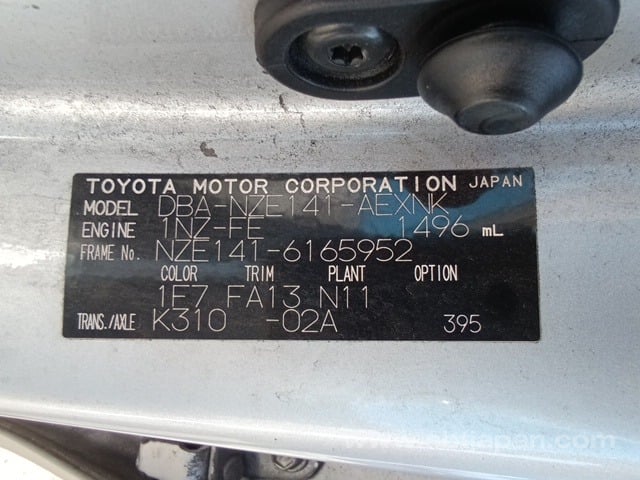 TOYOTA MOTOR CORPORATION JAPAN
MODEL DBA-NZE141-AEXNK
ENGINE 1NZ-FE 1496 mL
FRAME No. NZE141-6165952
COLOR TRIM PLANT OPTION
1E7 FA13 N11
TRANS./AXLE K310 -02A 395